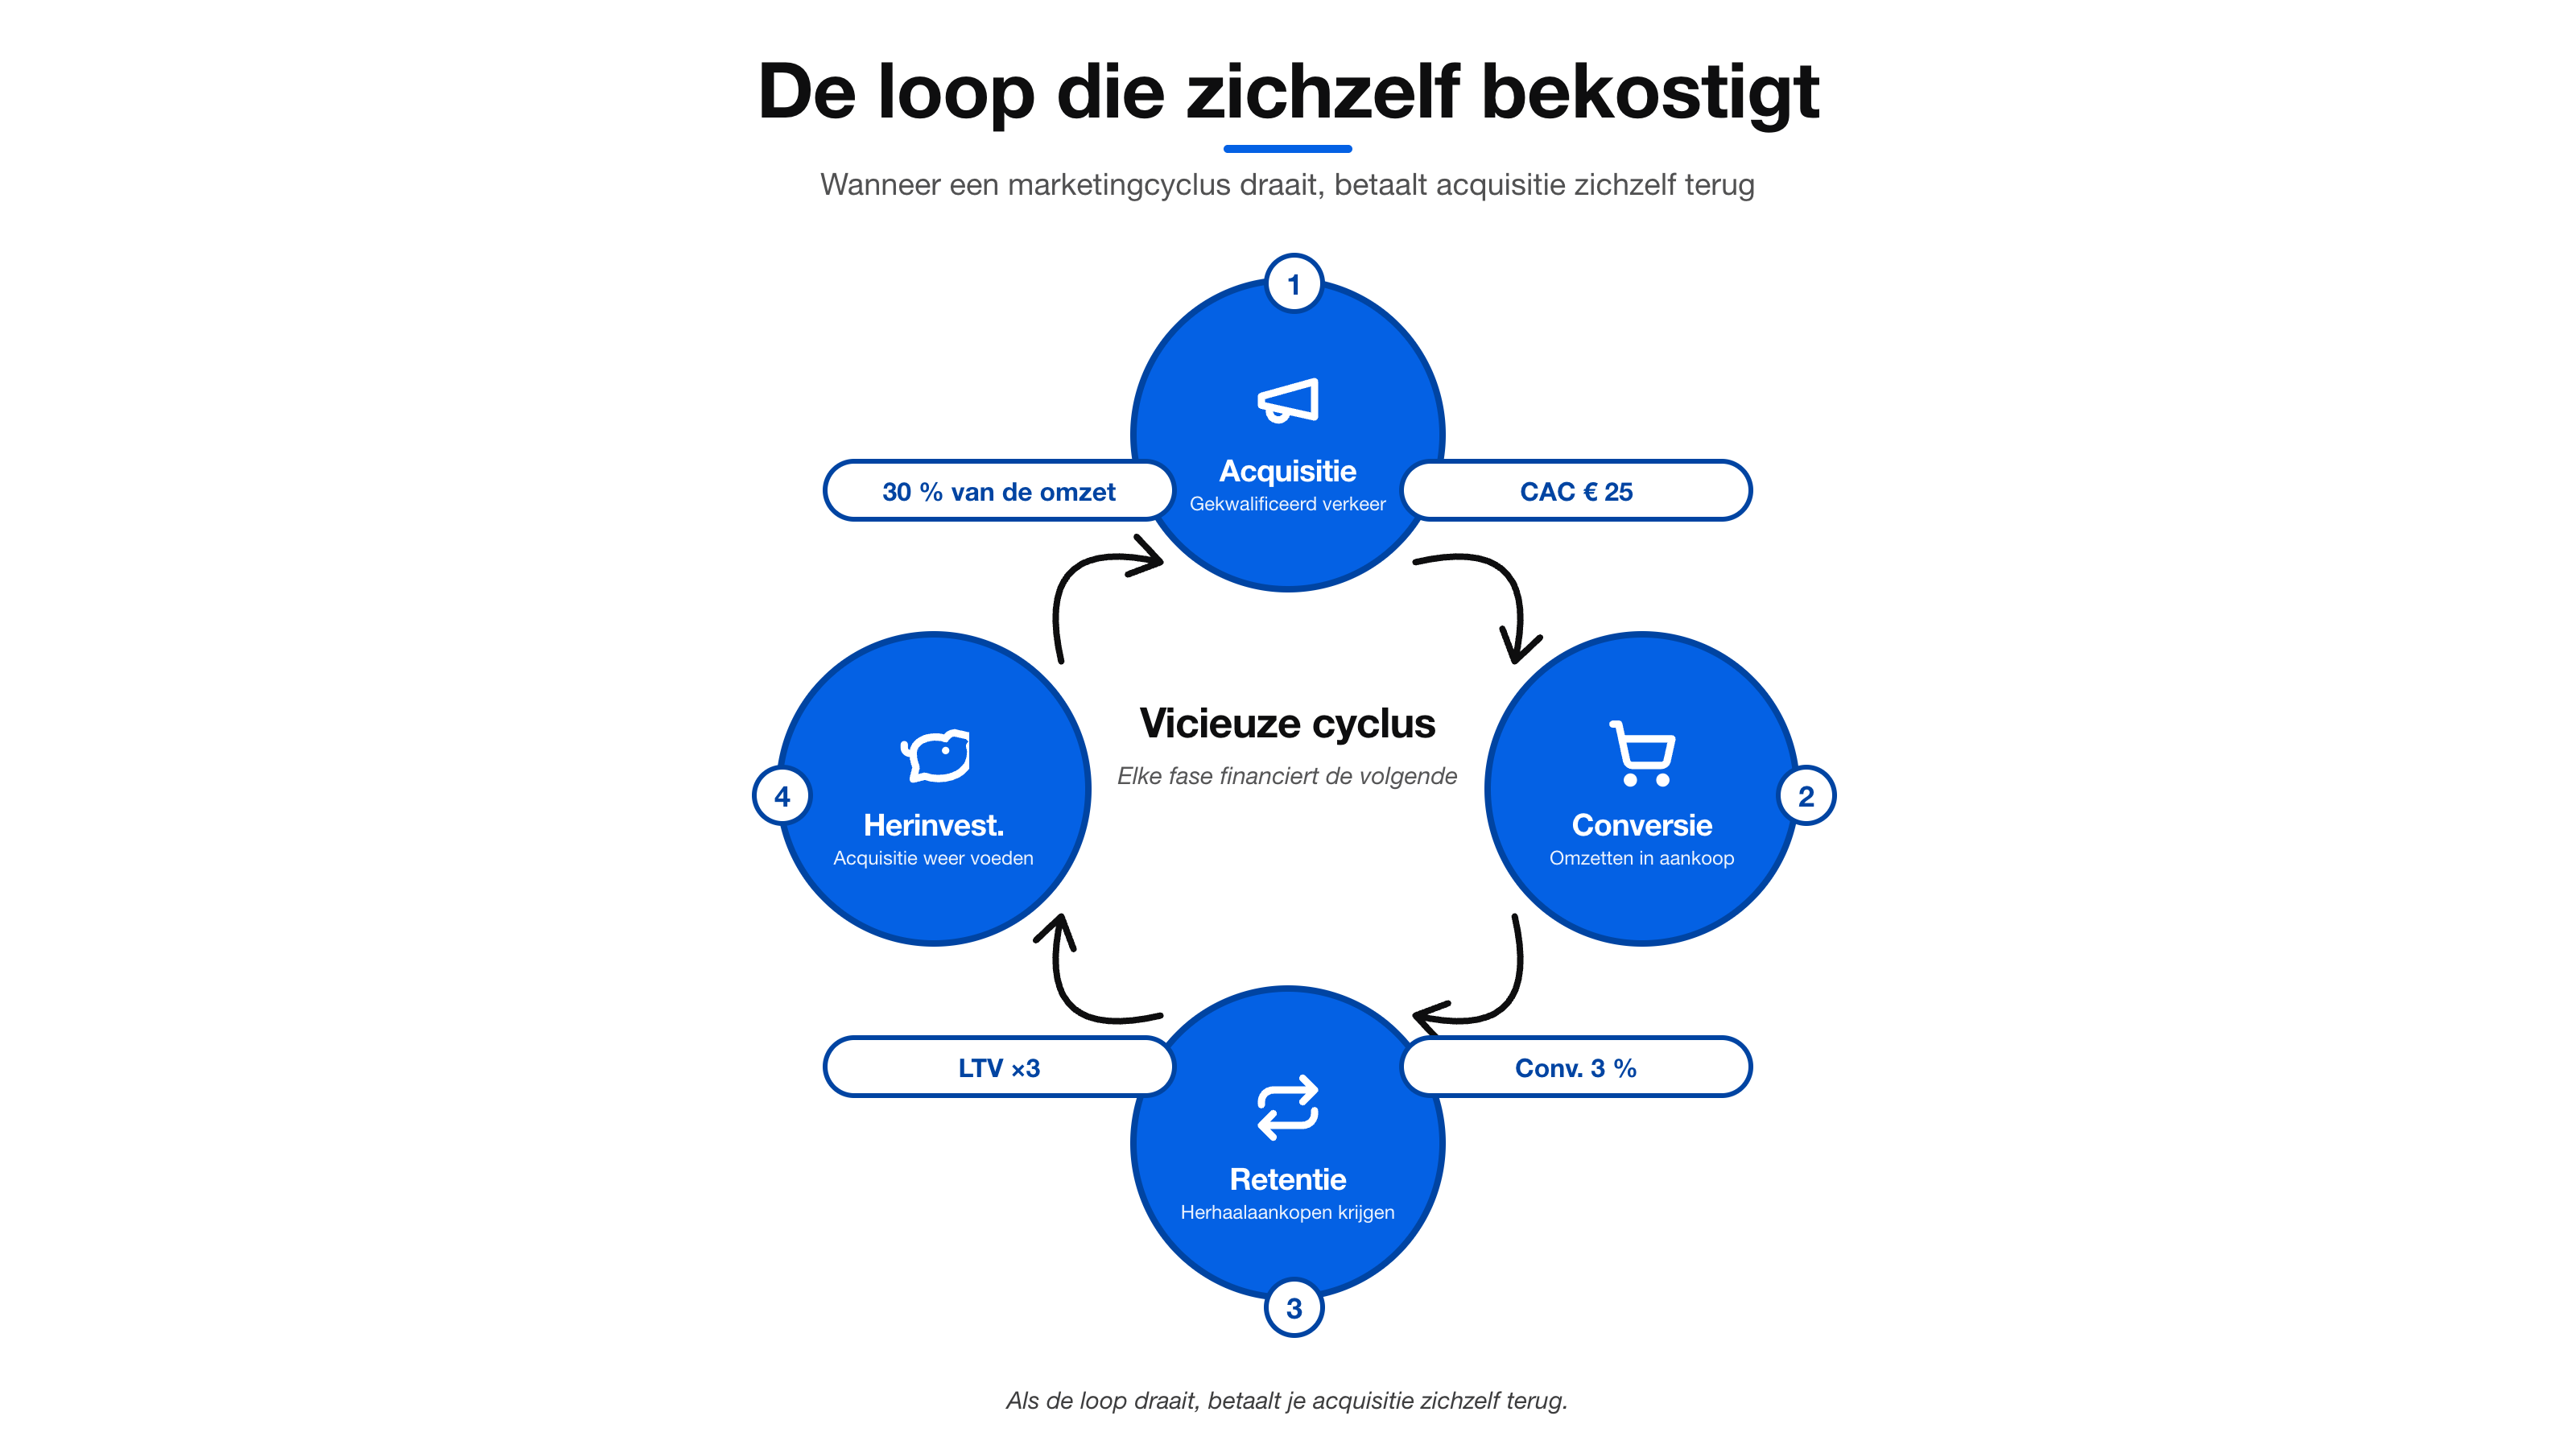 De loop die zichzelf bekostigt
Wanneer een marketingcyclus draait, betaalt acquisitie zichzelf terug
1
Acquisitie
Gekwalificeerd verkeer
30 % van de omzet
CAC € 25
Vicieuze cyclus
Elke fase financiert de volgende
4
Herinvest.
Acquisitie weer voeden
2
Conversie
Omzetten in aankoop
LTV ×3
Conv. 3 %
Retentie
Herhaalaankopen krijgen
3
Als de loop draait, betaalt je acquisitie zichzelf terug.